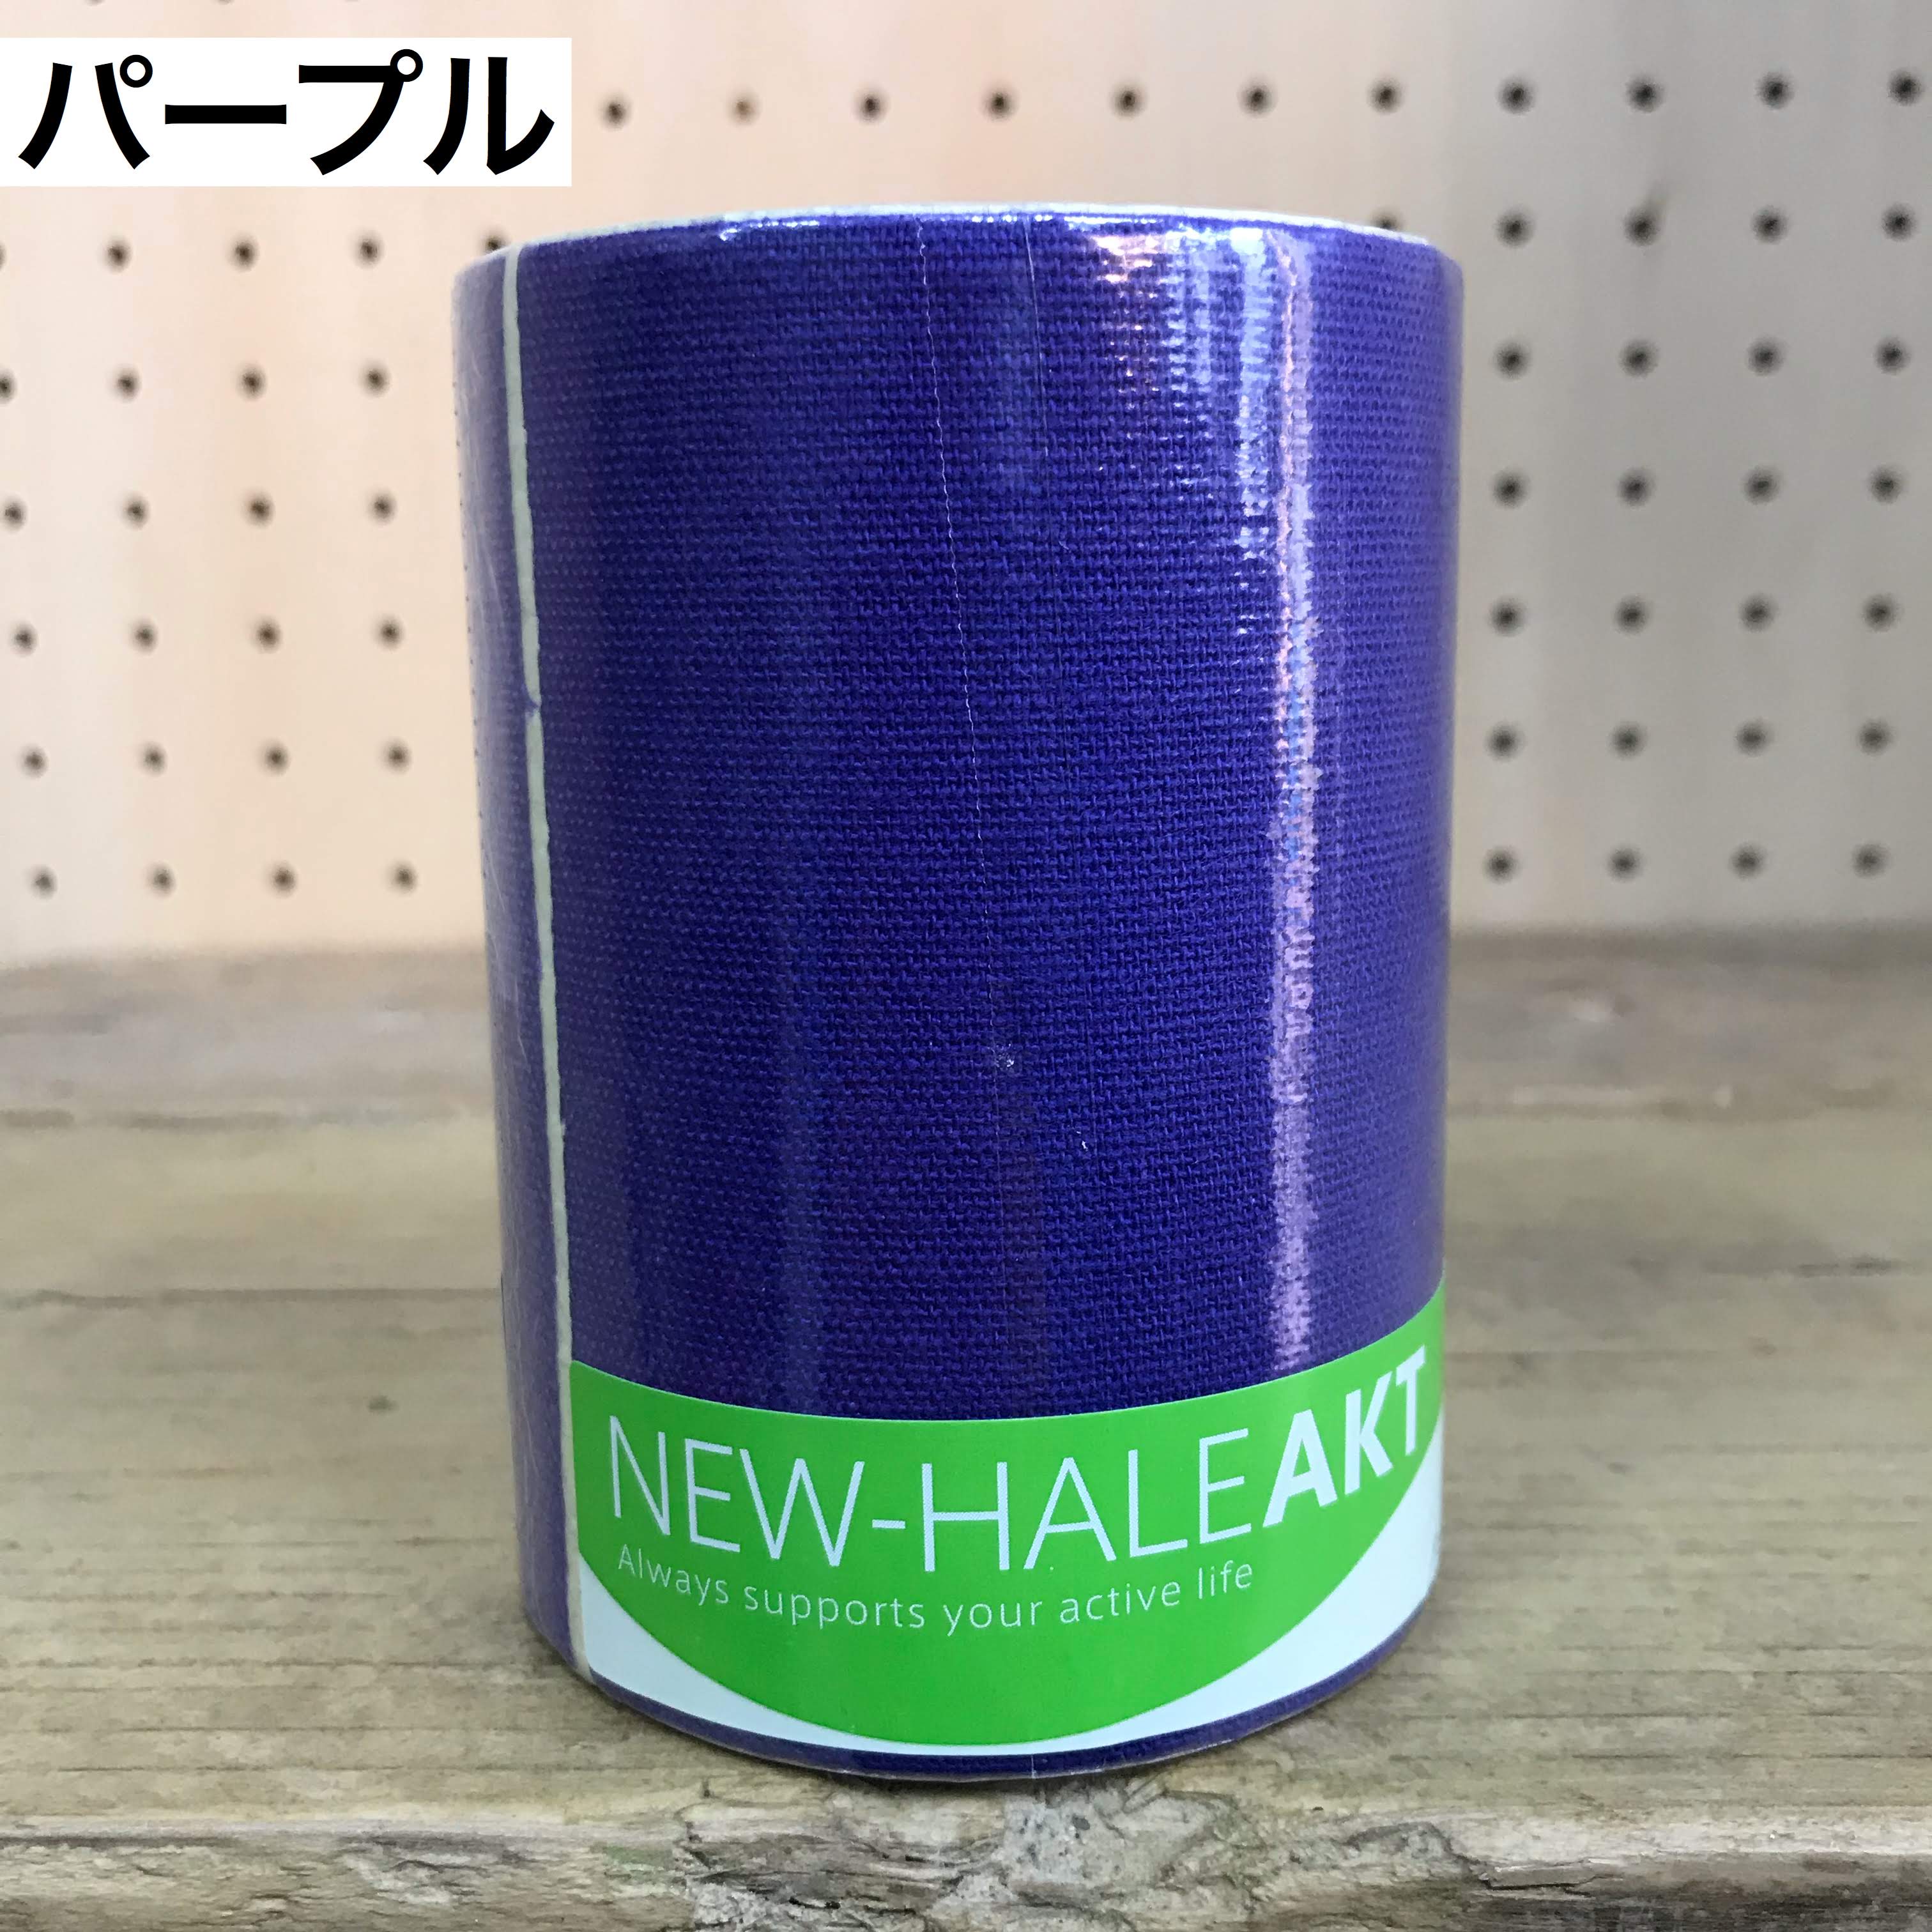 パープル
NEW-HALEAKT
Always supports your active life